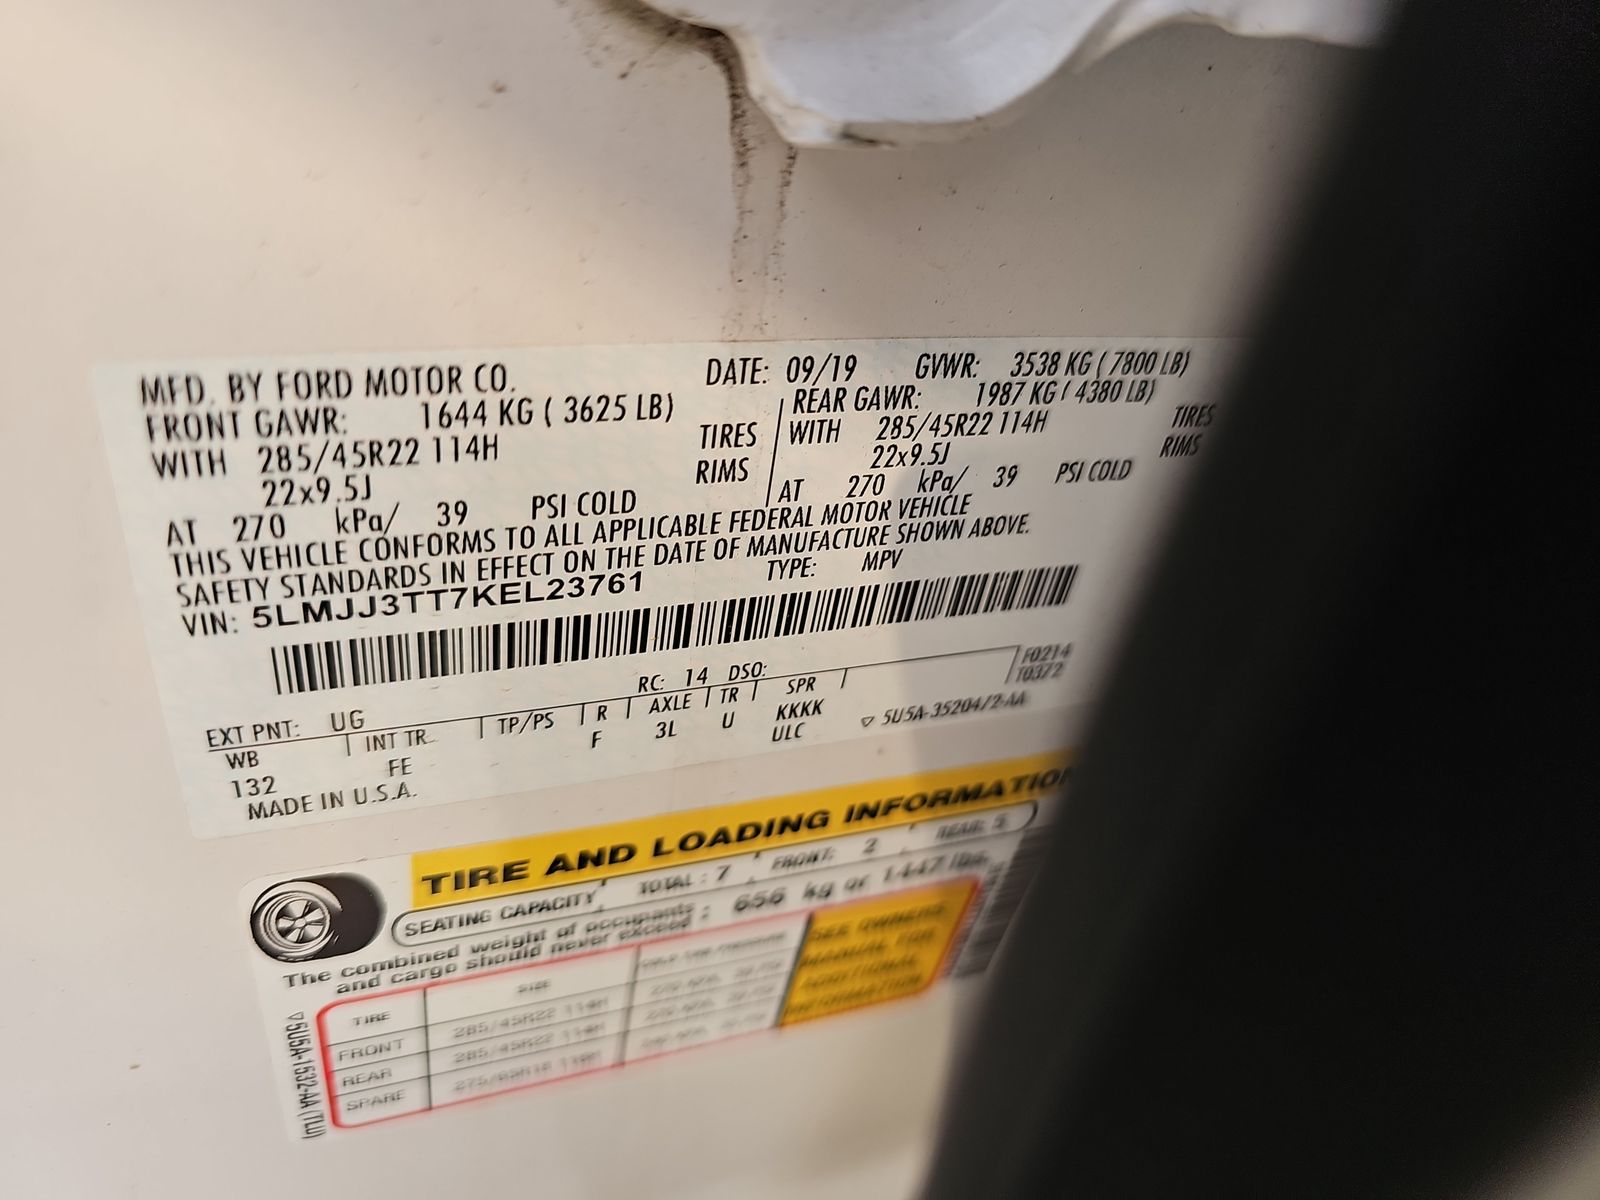 MFD. BY FORD MOTOR CO. DATE: 09/19 GVWR: 3538 KG ( 7800 LB)
FRONT GAWR: 1644 KG ( 3625 LB) REAR GAWR: 1987 KG ( 4380 LB)
WITH 285/45R22 114H TIRES WITH 285/45R22 114H TIRES
22x9.5J RIMS 22x9.5J RIMS
AT 270 kPa/ 39 PSI COLD AT 270 kPa/ 39 PSI COLD
THIS VEHICLE CONFORMS TO ALL APPLICABLE FEDERAL MOTOR VEHICLE
SAFETY STANDARDS IN EFFECT ON THE DATE OF MANUFACTURE SHOWN ABOVE.
VIN: 5LMJJ3TT7KEL23761 TYPE: MPV
EXT PNT: UG RC: 14 DSO: F0214
T0372
WB INT TR TP/PS R AXLE TR SPR
132 FE F 3L U KKKK
ULC
MADE IN U.S.A. 5U5A-35204/2-AA
TIRE AND LOADING INFORMATION
SEATING CAPACITY TOTAL: 7 FRONT: 2 REAR: 5
The combined weight of occupants and cargo should never exceed : 656 kg or 1447 lbs.
TIRE SIZE
FRONT 285/45R22 114H
REAR 285/45R22 114H
SPARE
SEE OWNERS
MANUAL FOR
ADDITIONAL
INFORMATION
5U5A-1532-AA (TLU)